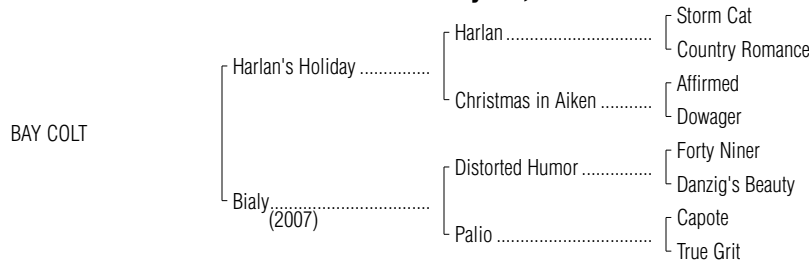 Harlan ..............................
Storm Cat
Country Romance
Harlan's Holiday ...............
Christmas in Aiken ...........
Affirmed
Dowager
BAY COLT
Distorted Humor ...............
Forty Niner
Danzig's Beauty
Bialy.................................
(2007)
Palio .................................
Capote
True Grit